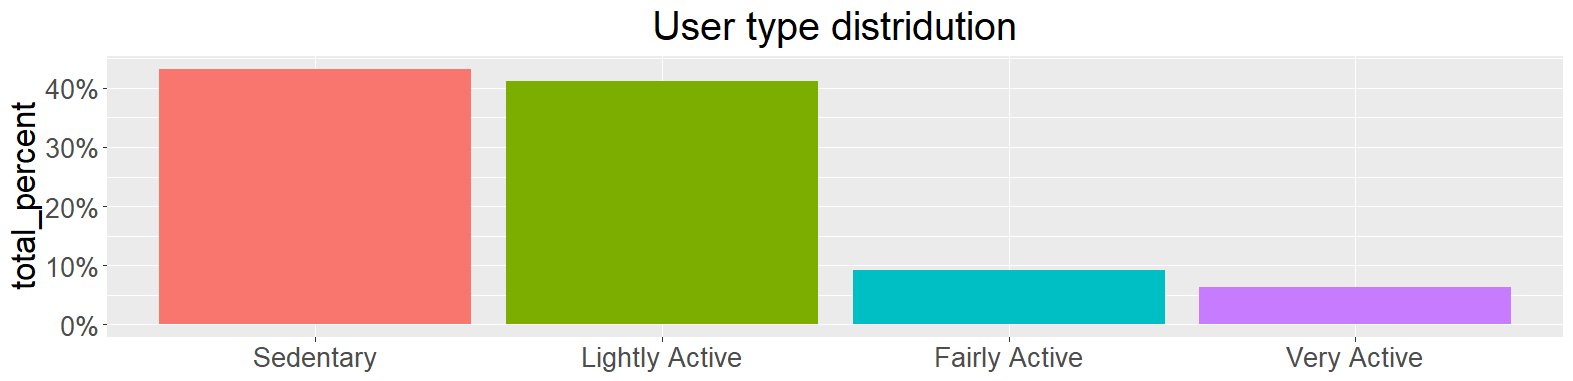 User type distridution
total_percent
40%
30%
20%
10%
0%
Sedentary Lightly Active Fairly Active Very Active